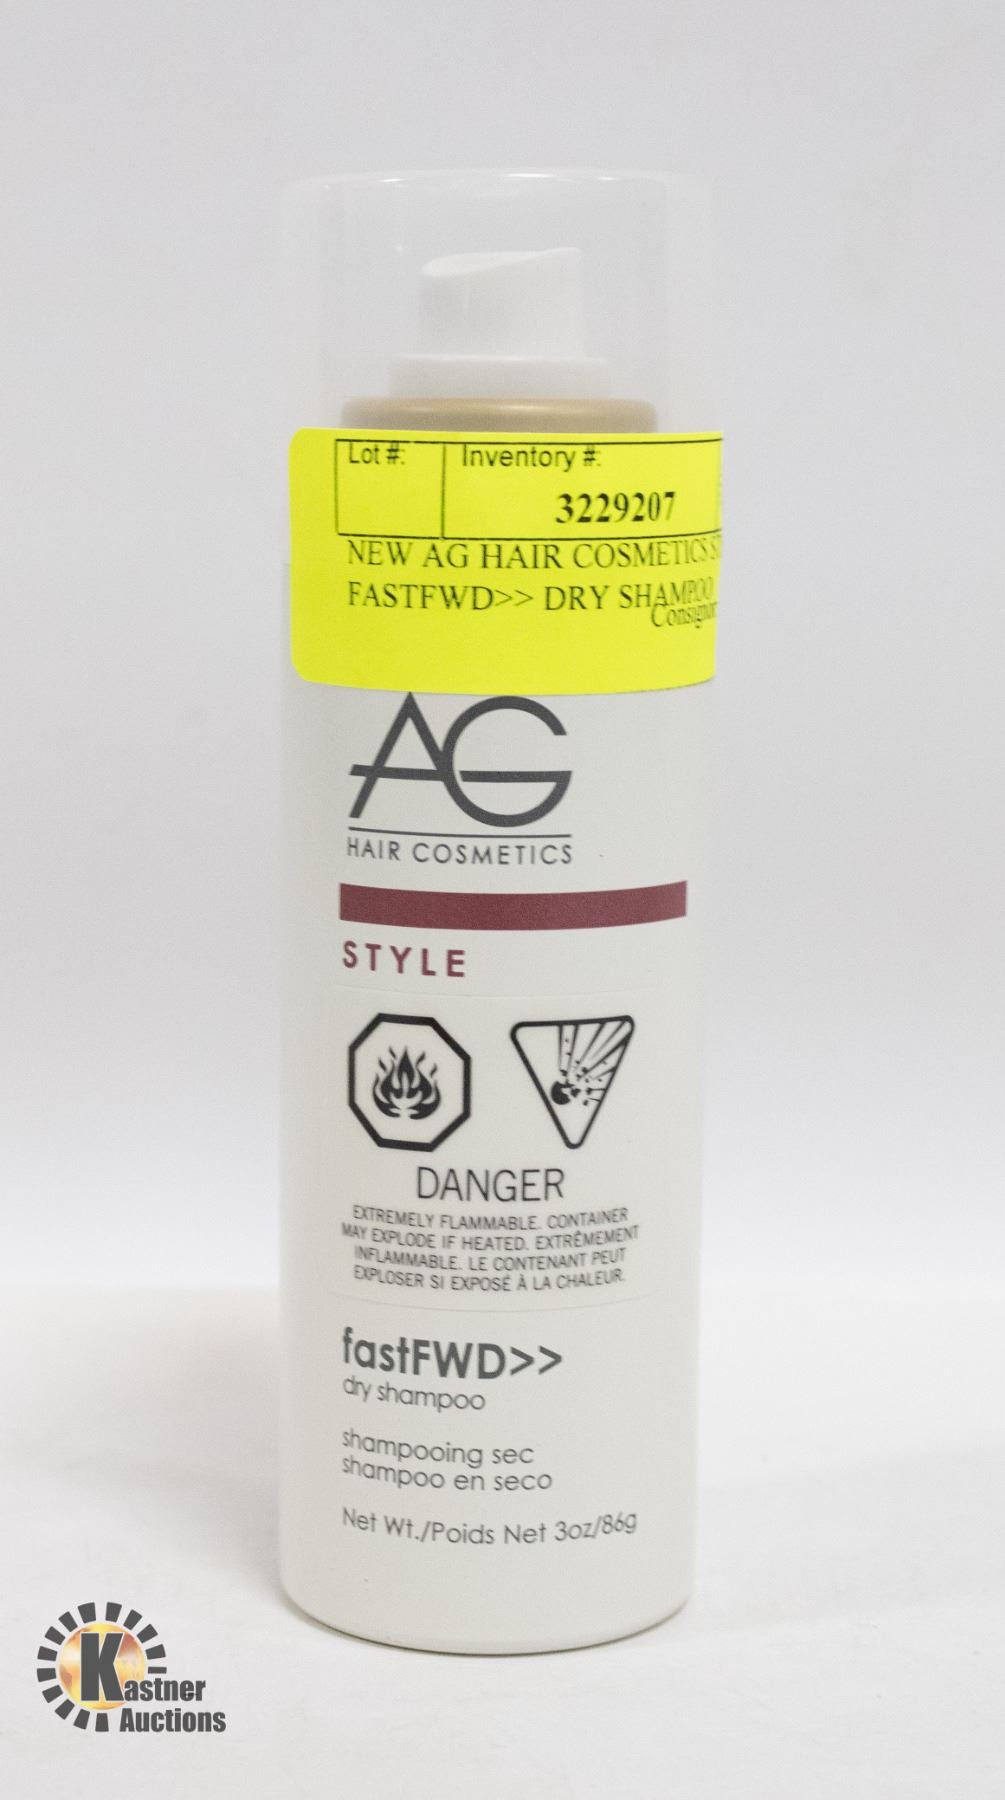 Lot #: Inventory #:
3229207
NEW AG HAIR COSMETICS
FASTFWD>> DRY SHAMPOO
Consignor
AG
HAIR COSMETICS
STYLE
DANGER
EXTREMELY FLAMMABLE. CONTAINER
MAY EXPLODE IF HEATED. EXTRÊMEMENT
INFLAMMABLE. LE CONTENANT PEUT
EXPLOSER SI EXPOSÉ À LA CHALEUR.
fastFWD>>
dry shampoo
shampooing sec
shampoo en seco
Net Wt./Poids Net 3oz/86g
Kastner
Auctions